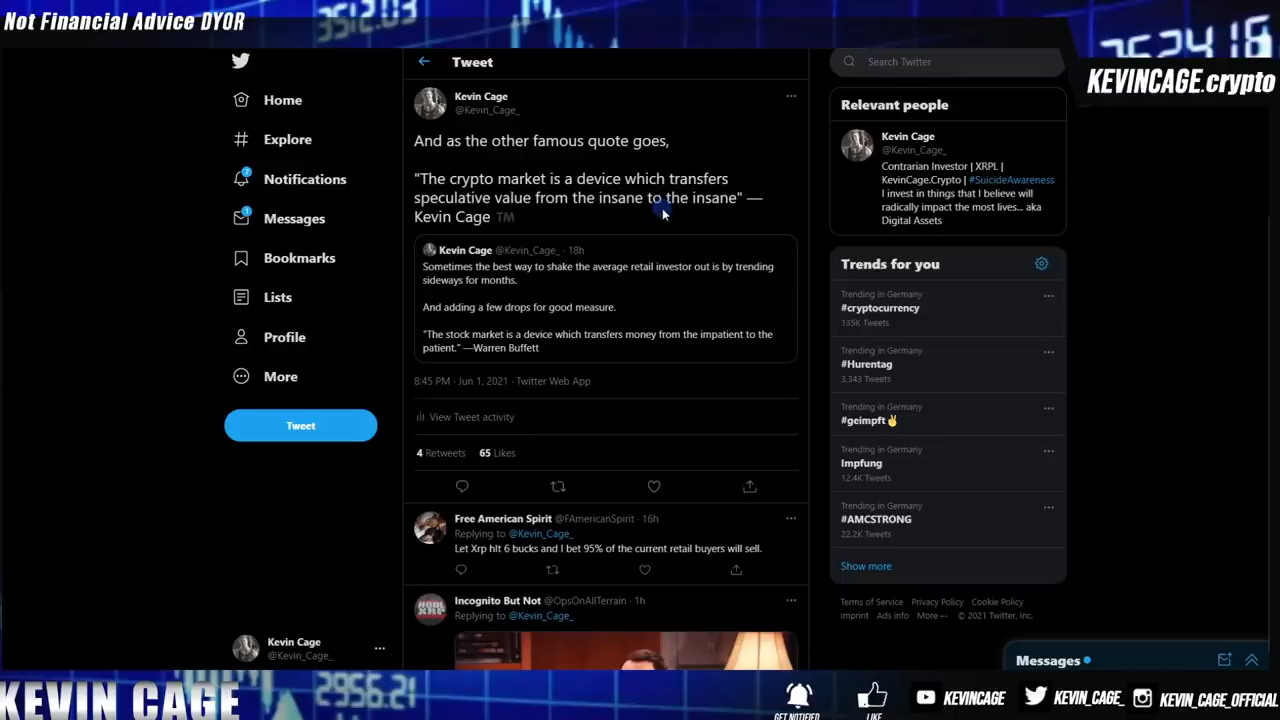 Not Financial Advice DYOR
3512.03
3524.16
KEVINCAGE.crypto
Home
Explore
7
Notifications
1
Messages
Bookmarks
Lists
Profile
More
Tweet
Kevin Cage
@Kevin_Cage_
Tweet
Kevin Cage
@Kevin_Cage_
And as the other famous quote goes,
"The crypto market is a device which transfers
speculative value from the insane to the insane" —
Kevin Cage ™
Kevin Cage @Kevin_Cage_ · 18h
Sometimes the best way to shake the average retail investor out is by trending
sideways for months.
And adding a few drops for good measure.
"The stock market is a device which transfers money from the impatient to the
patient." —Warren Buffett
8:45 PM · Jun 1, 2021 · Twitter Web App
View Tweet activity
4 Retweets 65 Likes
Free American Spirit @FAmericanSpirit · 16h
Replying to @Kevin_Cage_
Let Xrp hIt 6 bucks and I bet 95% of the current retail buyers will sell.
Incognito But Not @OpsOnAllTerrain · 1h
Replying to @Kevin_Cage_
Search Twitter
Relevant people
Kevin Cage
@Kevin_Cage_
Contrarian Investor | XRPL |
KevinCage.Crypto | #SuicideAwareness
I invest in things that I believe will
radically impact the most lives... aka
Digital Assets
Trends for you
Trending in Germany
#cryptocurrency
135K Tweets
Trending in Germany
#Hurentag
3,343 Tweets
Trending in Germany
#geimpft✌
Trending in Germany
Impfung
12.4K Tweets
Trending in Germany
#AMCSTRONG
22.2K Tweets
Show more
Terms of Service Privacy Policy Cookie Policy
Imprint Ads info More ··· © 2021 Twitter, Inc.
Messages
KEVIN CAGE
2956.21
GET NOTIFIED
LIKE
KEVINCAGE
KEVIN_CAGE_
KEVIN_CAGE_OFFICIAL